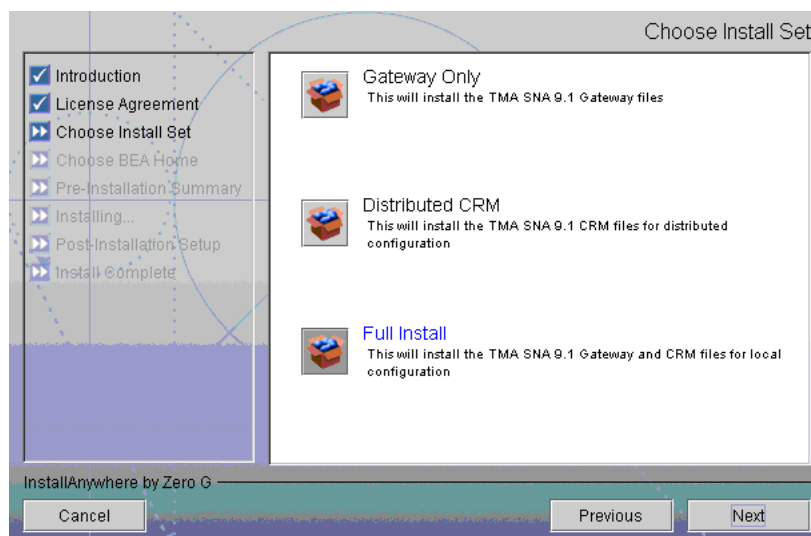 Choose Install Set
Introduction
License Agreement
Choose Install Set
Choose BEA Home
Pre-Installation Summary
Installing...
Post-Installation Setup
Install Complete
Gateway Only
This will install the TMA SNA 9.1 Gateway files
Distributed CRM
This will install the TMA SNA 9.1 CRM files for distributed
configuration
Full Install
This will install the TMA SNA 9.1 Gateway and CRM files for local
configuration
InstallAnywhere by Zero G
Cancel
Previous
Next